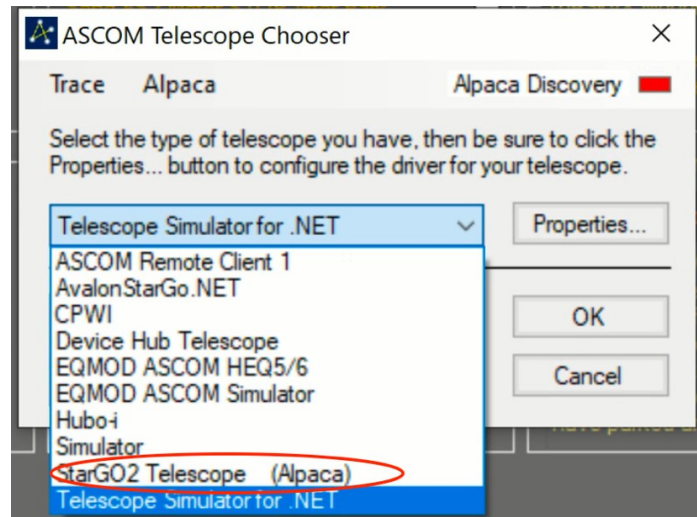 ASCOM Telescope Chooser
Trace Alpaca Alpaca Discovery
Select the type of telescope you have, then be sure to click the
Properties... button to configure the driver for your telescope.
Telescope Simulator for .NET
Properties...
ASCOM Remote Client 1
AvalonStarGo.NET
CPWI
Device Hub Telescope
OK
EQMOD ASCOM HEQ5/6
EQMOD ASCOM Simulator
Cancel
Hubo-i
Simulator
StarGO2 Telescope (Alpaca)
Telescope Simulator for .NET